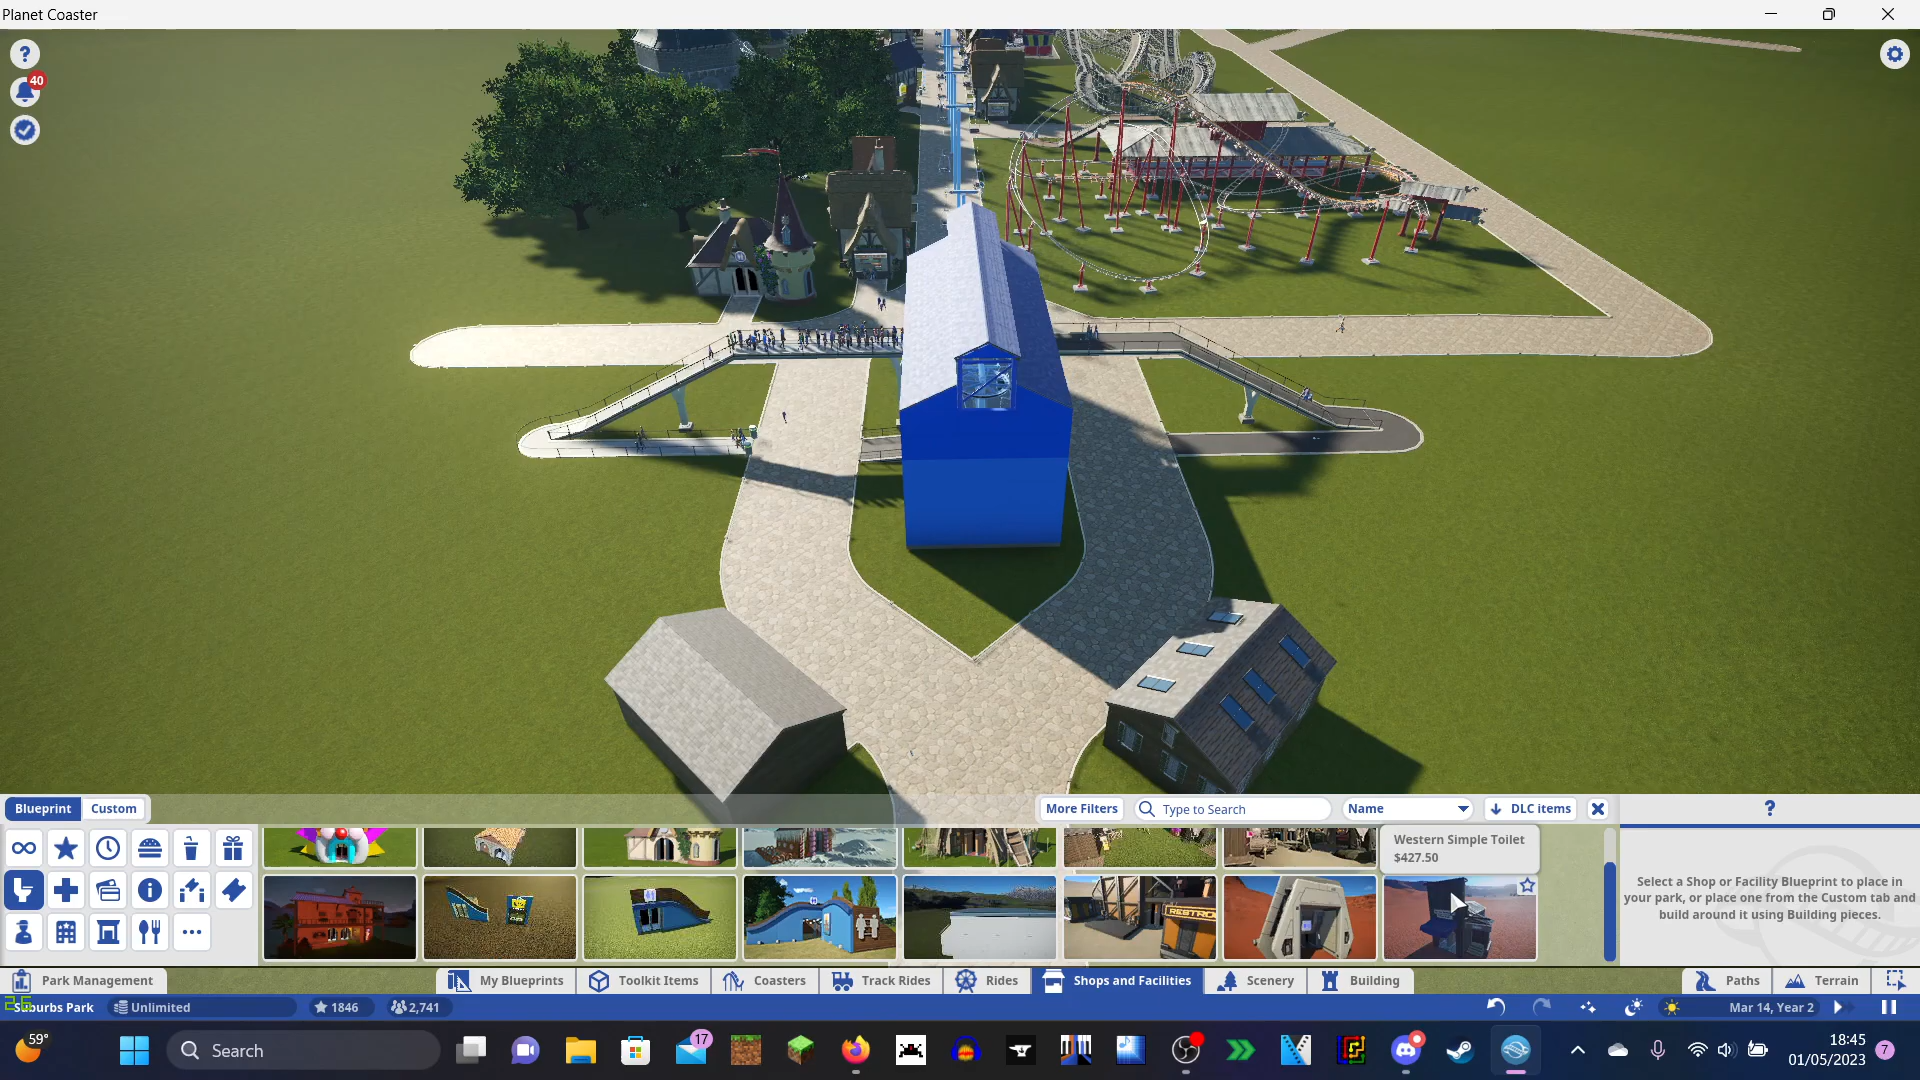 Planet Coaster
?
40
Blueprint
Custom
More Filters
Type to Search
Name
DLC items
?
Western Simple Toilet
$427.50
RESTRO
Select a Shop or Facility Blueprint to place in
your park, or place one from the Custom tab and
build around it using Building pieces.
Park Management
My Blueprints
Toolkit Items
Coasters
Track Rides
Rides
Shops and Facilities
Scenery
Building
Paths
Terrain
26
Suburbs Park
Unlimited
1846
2,741
Mar 14, Year 2
59°
Search
17
18:45
01/05/2023
7